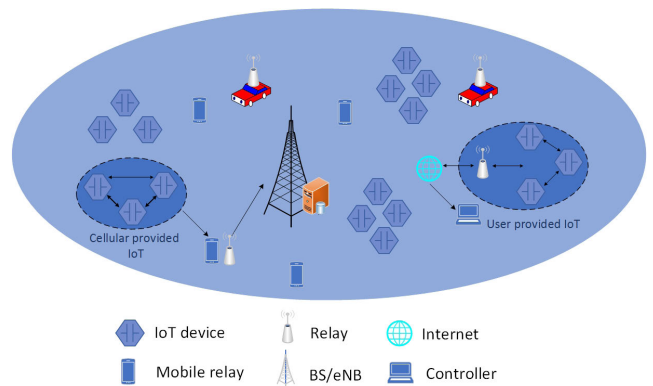 Cellular provided
IoT
User provided IoT
IoT device
Relay
Internet
Mobile relay
BS/eNB
Controller